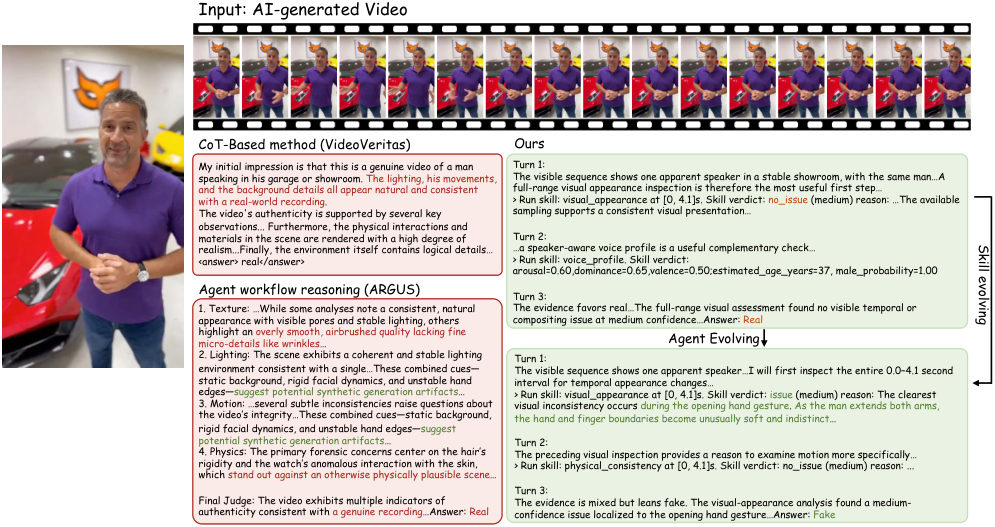 Input: AI-generated Video
CoT-Based method (VideoVeritas)
My initial impression is that this is a genuine video of a man
speaking in his garage or showroom. The lighting, his movements,
and the background details all appear natural and consistent
with a real-world recording.
The video's authenticity is supported by several key
observations... Furthermore, the physical interactions and
materials in the scene are rendered with a high degree of
realism...Finally, the environment itself contains logical details...
<answer> real</answer>
Agent workflow reasoning (ARGUS)
1. Texture: ...While some analyses note a consistent, natural
appearance with visible pores and stable lighting, others
highlight an overly smooth, airbrushed quality lacking fine
micro-details like wrinkles...
2. Lighting: The scene exhibits a coherent and stable lighting
environment consistent with a single...These combined cues—
static background, rigid facial dynamics, and unstable hand
edges—suggest potential synthetic generation artifacts...
3. Motion: ...several subtle inconsistencies raise questions about
the video's integrity...These combined cues—static background,
rigid facial dynamics, and unstable hand edges—suggest
potential synthetic generation artifacts...
4. Physics: The primary forensic concerns center on the hair's
rigidity and the watch's anomalous interaction with the skin,
which stand out against an otherwise physically plausible scene...
Final Judge: The video exhibits multiple indicators of
authenticity consistent with a genuine recording...Answer: Real
Ours
Turn 1:
The visible sequence shows one apparent speaker in a stable showroom, with the same man...A
full-range visual appearance inspection is therefore the most useful first step...
> Run skill: visual_appearance at [0, 4.1]s. Skill verdict: no_issue (medium) reason: ...The available
sampling supports a consistent visual presentation...
Turn 2:
...a speaker-aware voice profile is a useful complementary check...
> Run skill: voice_profile. Skill verdict:
arousal=0.60,dominance=0.65,valence=0.50;estimated_age_years=37, male_probability=1.00
Turn 3:
The evidence favors real...The full-range visual assessment found no visible temporal or
compositing issue at medium confidence...Answer: Real
Agent Evolving
Skill evolving
Turn 1:
The visible sequence shows one apparent speaker...I will first inspect the entire 0.0–4.1 second
interval for temporal appearance changes...
> Run skill: visual_appearance at [0, 4.1]s. Skill verdict: issue (medium) reason: The clearest
visual inconsistency occurs during the opening hand gesture. As the man extends both arms,
the hand and finger boundaries become unusually soft and indistinct...
Turn 2:
The preceding visual inspection provides a reason to examine motion more specifically...
> Run skill: physical_consistency at [0, 4.1]s. Skill verdict: no_issue (medium) reason: ...
Turn 3:
The evidence is mixed but leans fake. The visual-appearance analysis found a medium-
confidence issue localized to the opening hand gesture...Answer: Fake